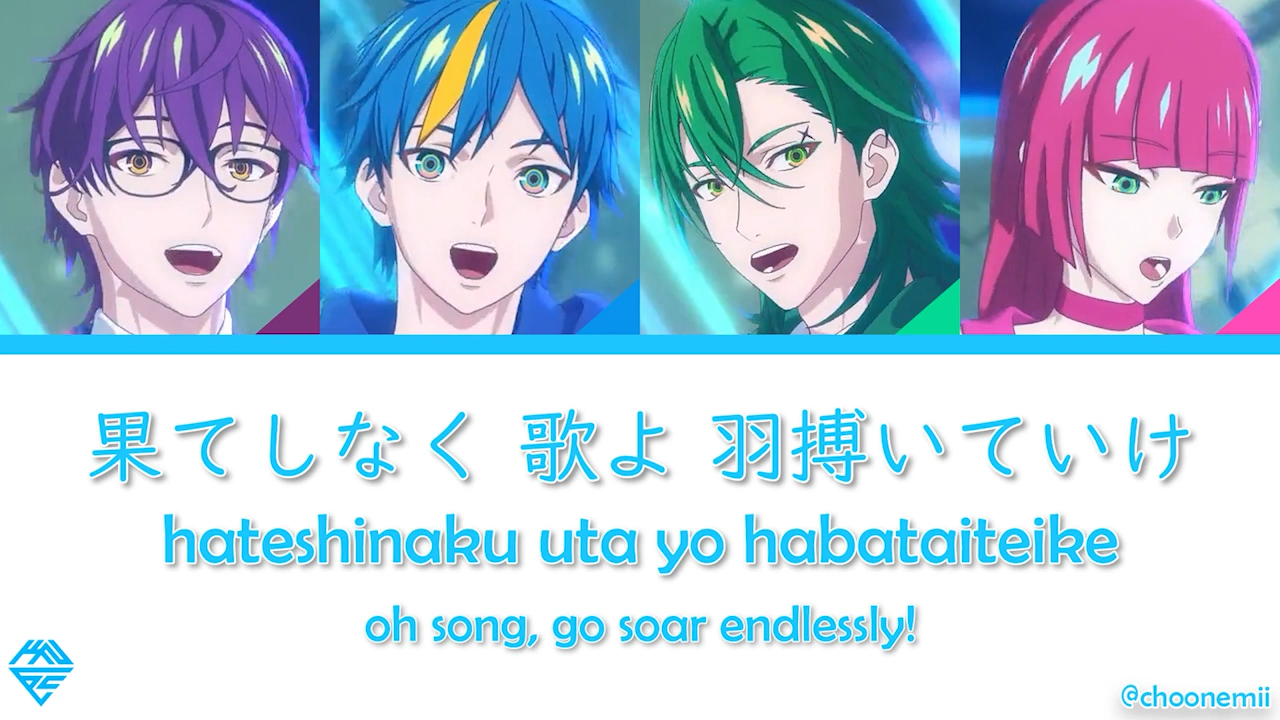 果てしなく 歌よ 羽搏いていけ
hateshinaku uta yo habataiteike
oh song, go soar endlessly!
@choonemii